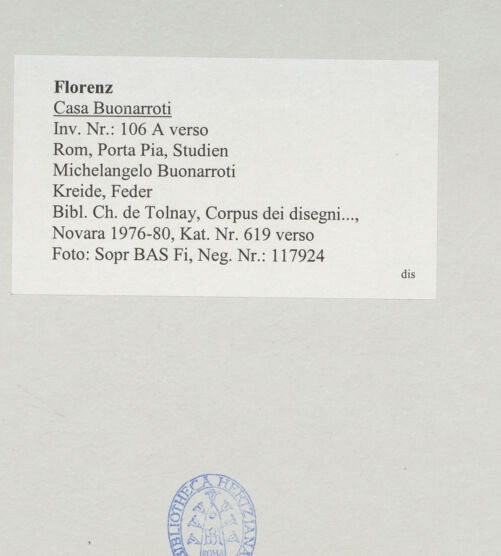 Florenz
Casa Buonarroti
Inv. Nr.: 106 A verso
Rom, Porta Pia, Studien
Michelangelo Buonarroti
Kreide, Feder
Bibl. Ch. de Tolnay, Corpus dei disegni...,
Novara 1976-80, Kat. Nr. 619 verso
Foto: Sopr BAS Fi, Neg. Nr.: 117924
dis
BIBLIOTHECA HERTZIANA
ROMA